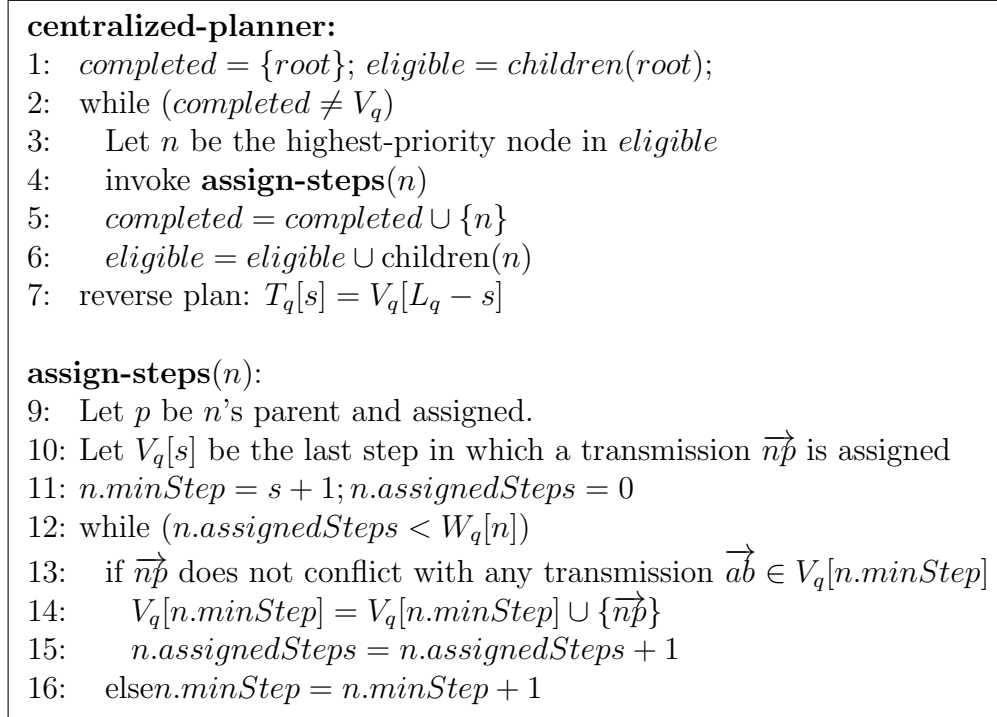 centralized-planner:
1: completed = {root}; eligible = children(root);
2: while (completed ≠ V_q)
3: Let n be the highest-priority node in eligible
4: invoke assign-steps(n)
5: completed = completed ∪ {n}
6: eligible = eligible ∪ children(n)
7: reverse plan: T_q[s] = V_q[L_q − s]
assign-steps(n):
9: Let p be n's parent and assigned.
10: Let V_q[s] be the last step in which a transmission \overrightarrow{np} is assigned
11: n.minStep = s + 1; n.assignedSteps = 0
12: while (n.assignedSteps < W_q[n])
13: if \overrightarrow{np} does not conflict with any transmission \overrightarrow{ab} ∈ V_q[n.minStep]
14: V_q[n.minStep] = V_q[n.minStep] ∪ {\overrightarrow{np}}
15: n.assignedSteps = n.assignedSteps + 1
16: elsen.minStep = n.minStep + 1